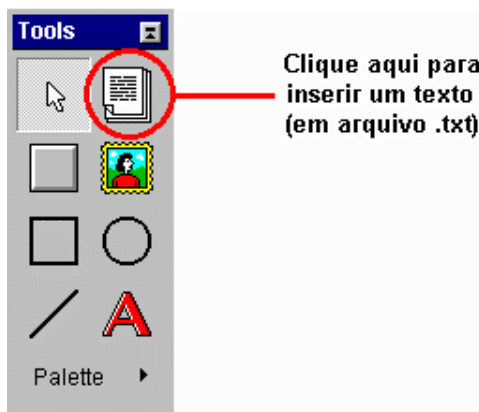 Tools
Clique aqui para
inserir um texto
(em arquivo .txt)
A
Palette